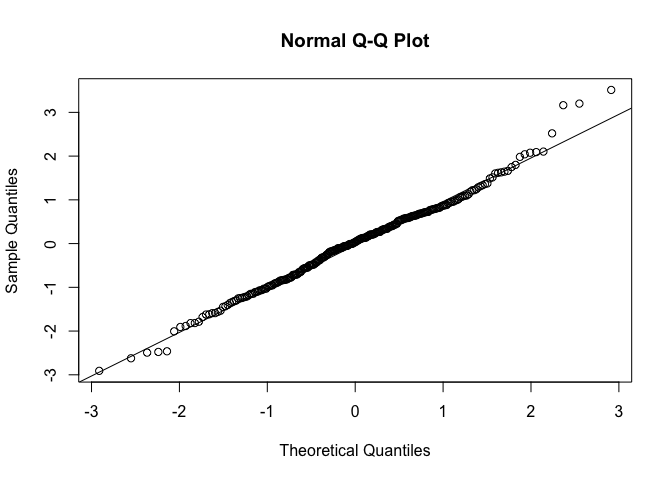 Normal Q-Q Plot
3
2
1
0
-1
-2
-3
Sample Quantiles
-3 -2 -1 0 1 2 3
Theoretical Quantiles